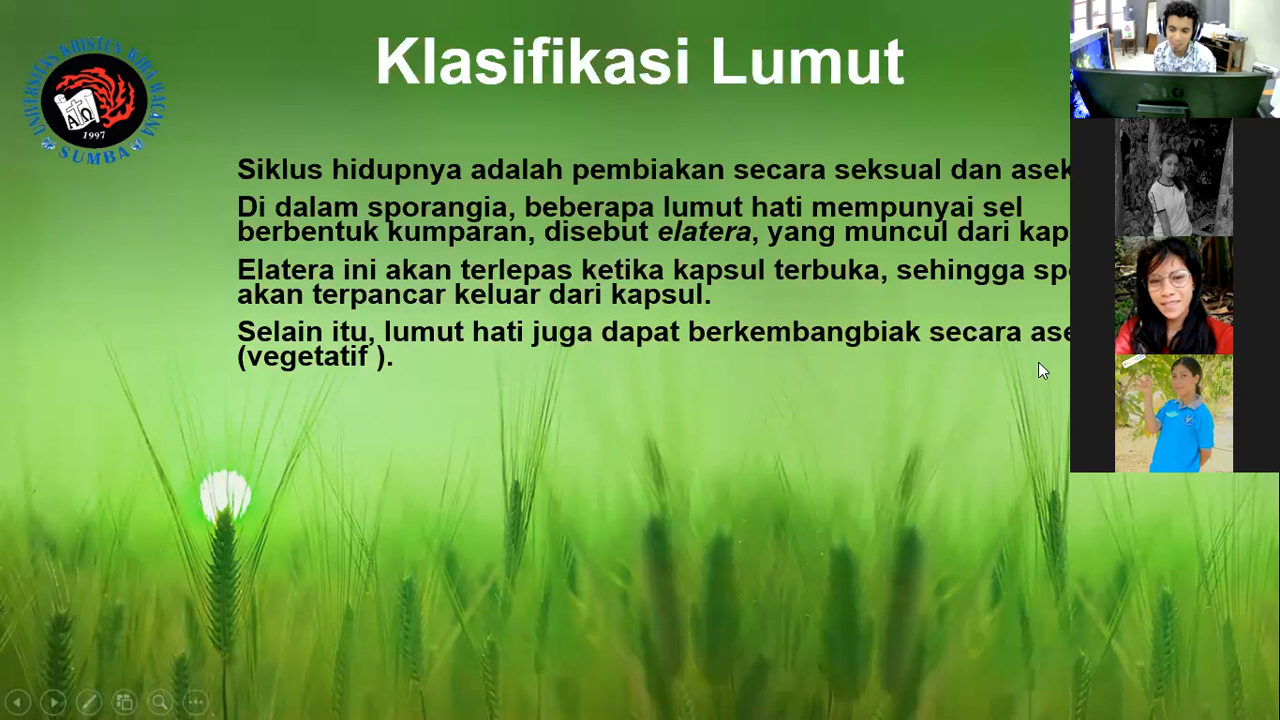 Klasifikasi Lumut
UNIVERSITAS KRISTEN WIRA WACANA
SUMBA
A Ω
1997
Siklus hidupnya adalah pembiakan secara seksual dan asek
Di dalam sporangia, beberapa lumut hati mempunyai sel
berbentuk kumparan, disebut elatera, yang muncul dari kap
Elatera ini akan terlepas ketika kapsul terbuka, sehingga spo
akan terpancar keluar dari kapsul.
Selain itu, lumut hati juga dapat berkembangbiak secara ase
(vegetatif ).